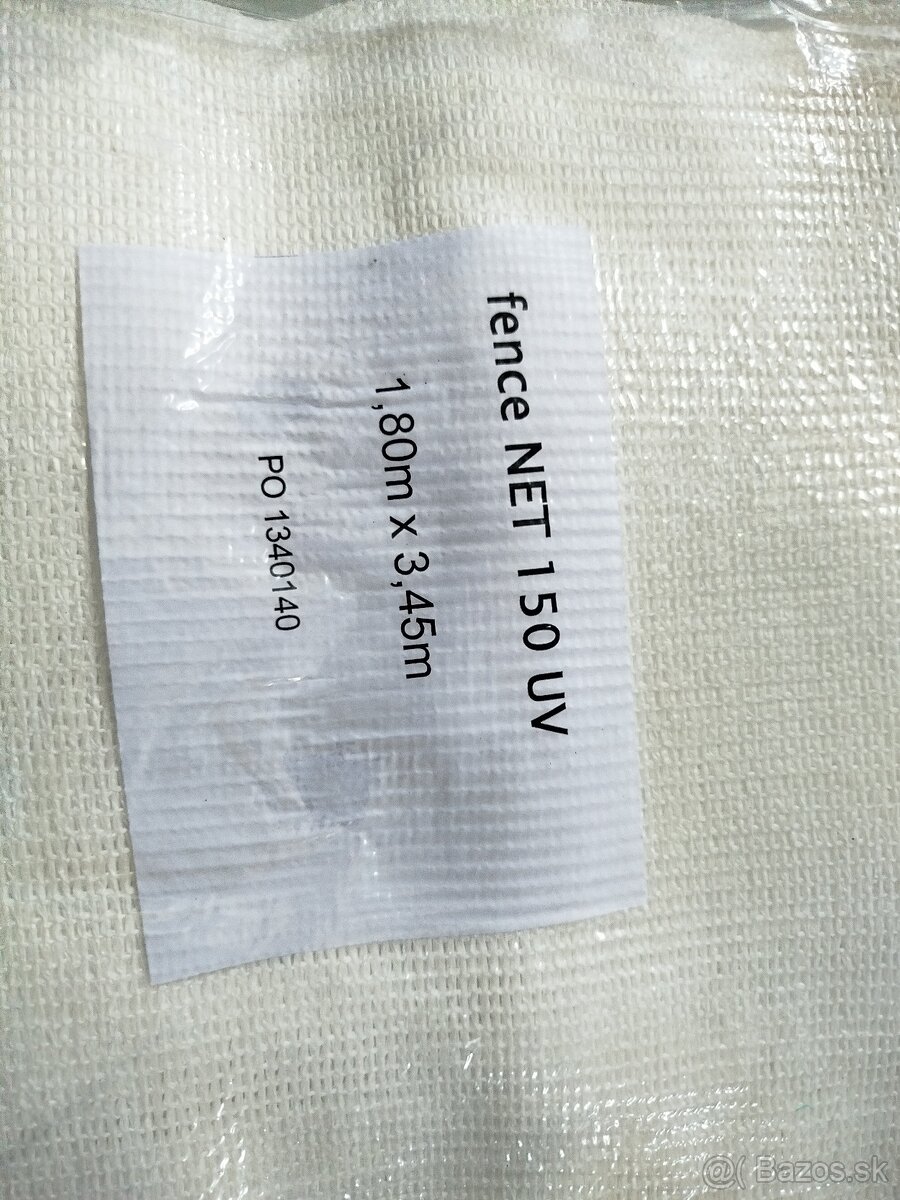 fence NET 150 UV
1,80m x 3,45m
PO 1340140
@( Bazos.sk